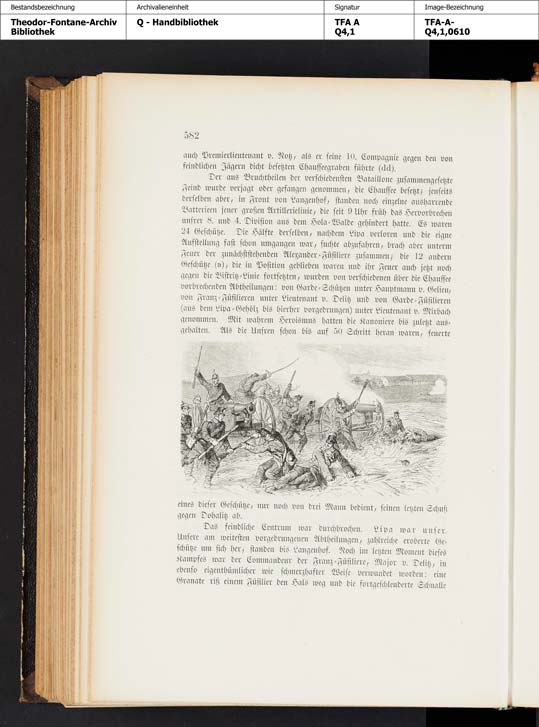 Bestandsbezeichnung Archivalieneinheit Signatur Image-Bezeichnung
Theodor-Fontane-Archiv Q - Handbibliothek TFA A TFA-A-
Bibliothek Q4,1 Q4,1,0610
582
auch Premierlieutenant v. Notz, als er seine 10. Compagnie gegen den von
feindlichen Jägern dicht besetzten Chausseegraben führte (dd).
Der aus Bruchtheilen der verschiedensten Bataillone zusammengesetzte
Feind wurde verjagt oder gefangen genommen, die Chaussee besetzt; jenseits
derselben aber, in Front von Langenhof, standen noch einzelne ausharrende
Batterieen jener großen Artillerielinie, die seit 9 Uhr früh das Hervorbrechen
unsrer 8. und 4. Division aus dem Hola-Walde gehindert hatte. Es waren
24 Geschütze. Die Hälfte derselben, nachdem Lipa verloren und die eigne
Aufstellung fast schon umgangen war, suchte abzufahren, brach aber unterm
Feuer der zunächststehenden Alexander-Füsiliere zusammen; die 12 andern
Geschütze (n), die in Position geblieben waren und ihr Feuer auch jetzt noch
gegen die Bistritz-Linie fortsetzten, wurden von verschiedenen über die Chaussee
vorbrechenden Abtheilungen: von Garde-Schützen unter Hauptmann v. Gelieu,
von Franz-Füsilieren unter Lieutenant v. Delitz und von Garde-Füsilieren
(aus dem Lipa-Gehölz bis hierher vorgedrungen) unter Lieutenant v. Mirbach
genommen. Mit wahrem Heroismus hatten die Kanoniere bis zuletzt aus-
gehalten. Als die Unsren schon bis auf 50 Schritt heran waren, feuerte
eines dieser Geschütze, nur noch von drei Mann bedient, seinen letzten Schuß
gegen Dohalitz ab.
Das feindliche Centrum war durchbrochen. Lipa war unser.
Unsere am weitesten vorgedrungenen Abtheilungen, zahlreiche eroberte Ge-
schütze um sich her, standen bis Langenhof. Noch im letzten Moment dieses
Kampfes war der Commandeur der Franz-Füsiliere, Major v. Delitz, in
ebenso eigenthümlicher wie schmerzhafter Weise verwundet worden: eine
Granate riß einem Füsilier den Hals weg und die fortgeschleuderte Schnalle